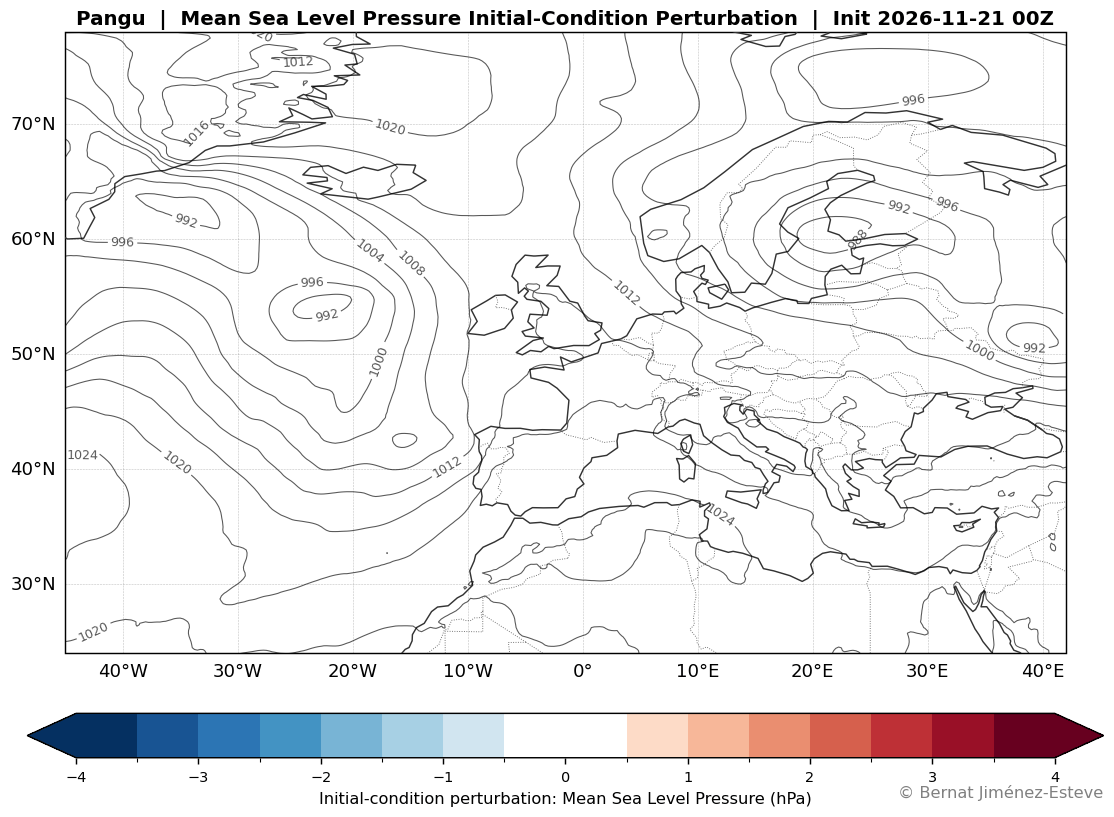 Pangu | Mean Sea Level Pressure Initial-Condition Perturbation | Init 2026-11-21 00Z
1012
996
1020
70°N
1016
992
996
992
1004
988
60°N
996
1008
996
1012
992
992
1000
50°N
1000
1024
1020
1012
40°N
1024
30°N
1020
40°W 30°W 20°W 10°W 0° 10°E 20°E 30°E 40°E
−4 −3 −2 −1 0 1 2 3 4
Initial-condition perturbation: Mean Sea Level Pressure (hPa)
© Bernat Jiménez-Esteve